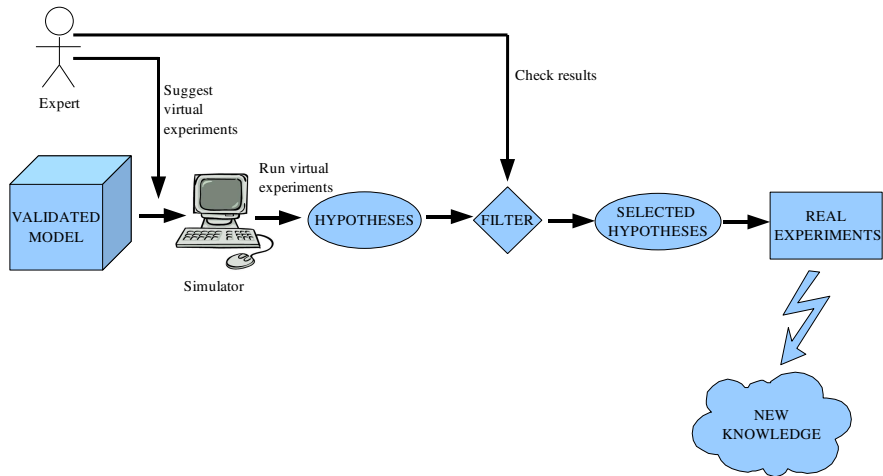 Expert
Suggest
virtual
experiments
Check results
VALIDATED
MODEL
Simulator
Run virtual
experiments
HYPOTHESES
FILTER
SELECTED
HYPOTHESES
REAL
EXPERIMENTS
NEW
KNOWLEDGE